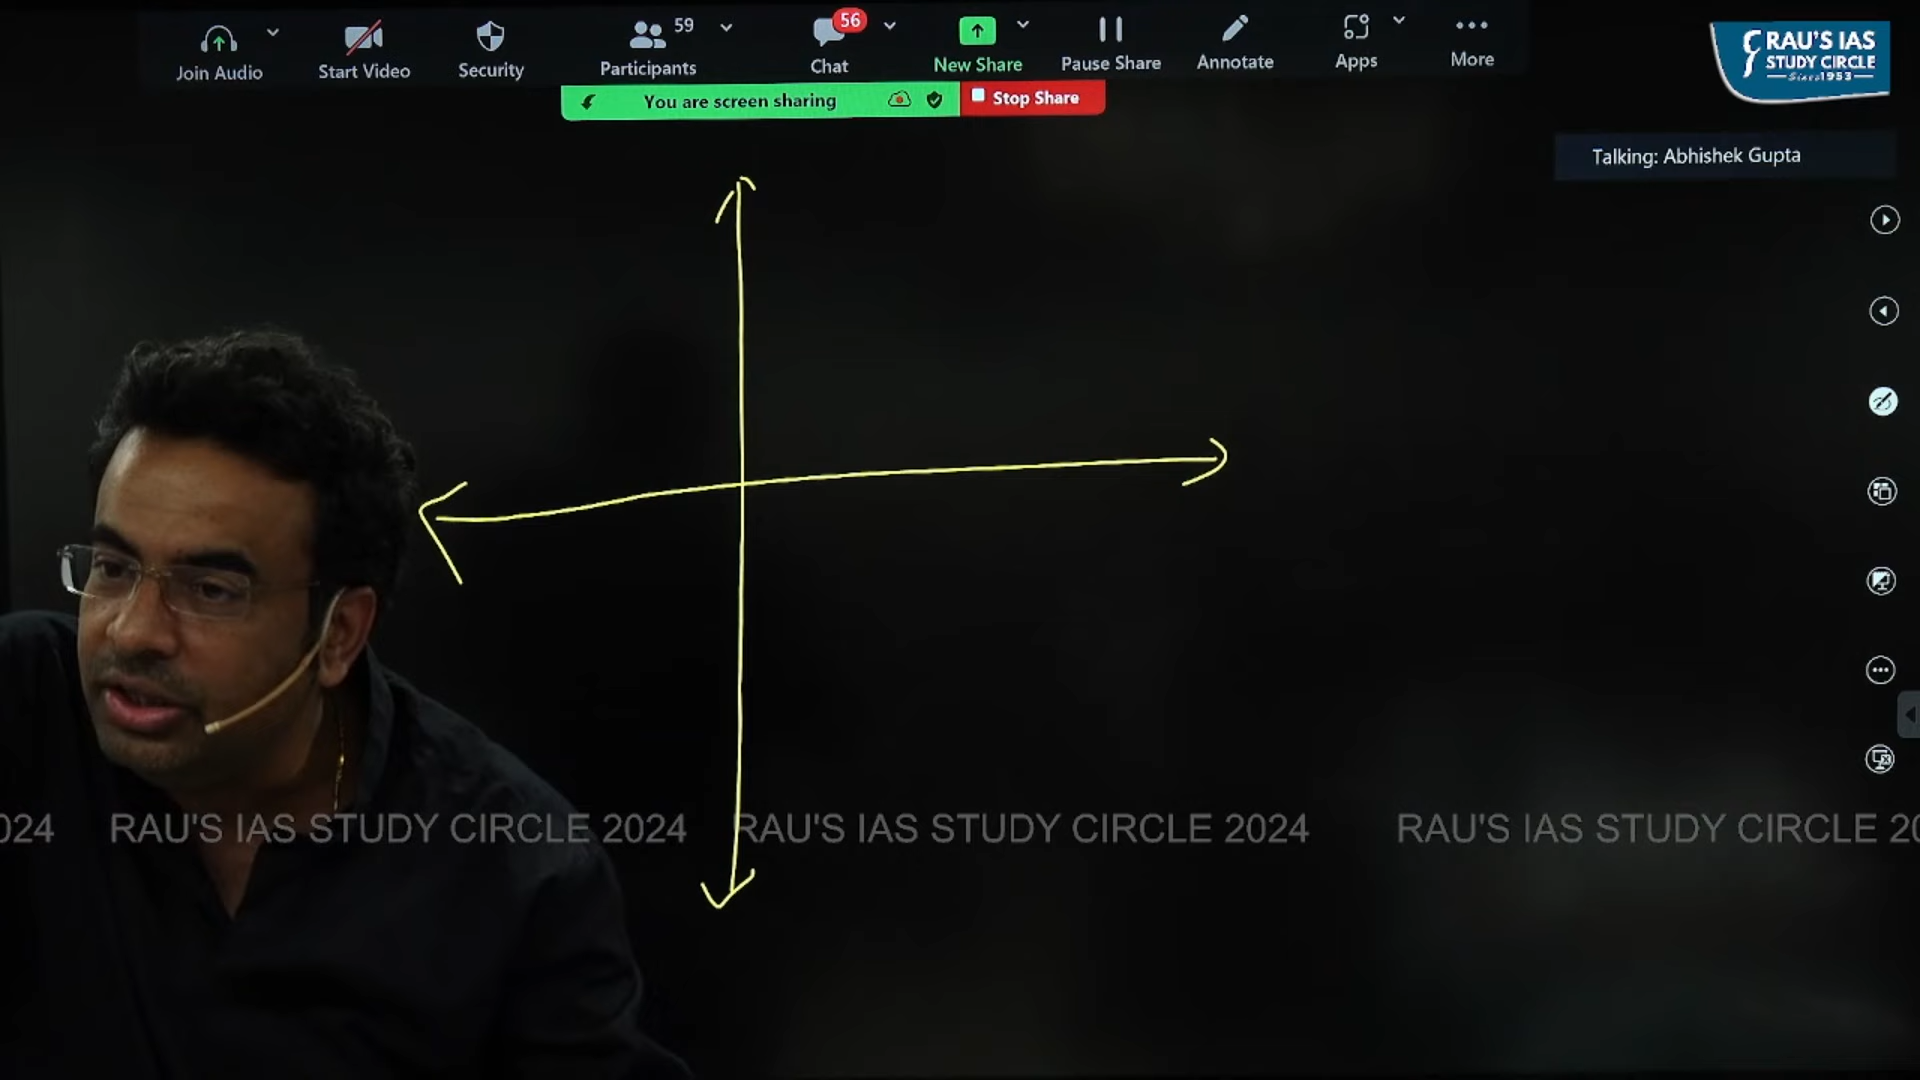 Join Audio
Start Video
Security
Participants
59
Chat
56
New Share
Pause Share
Annotate
Apps
More
You are screen sharing
Stop Share
RAU'S IAS
STUDY CIRCLE
Since1953
Talking: Abhishek Gupta
024 RAU'S IAS STUDY CIRCLE 2024 RAU'S IAS STUDY CIRCLE 2024 RAU'S IAS STUDY CIRCLE 20